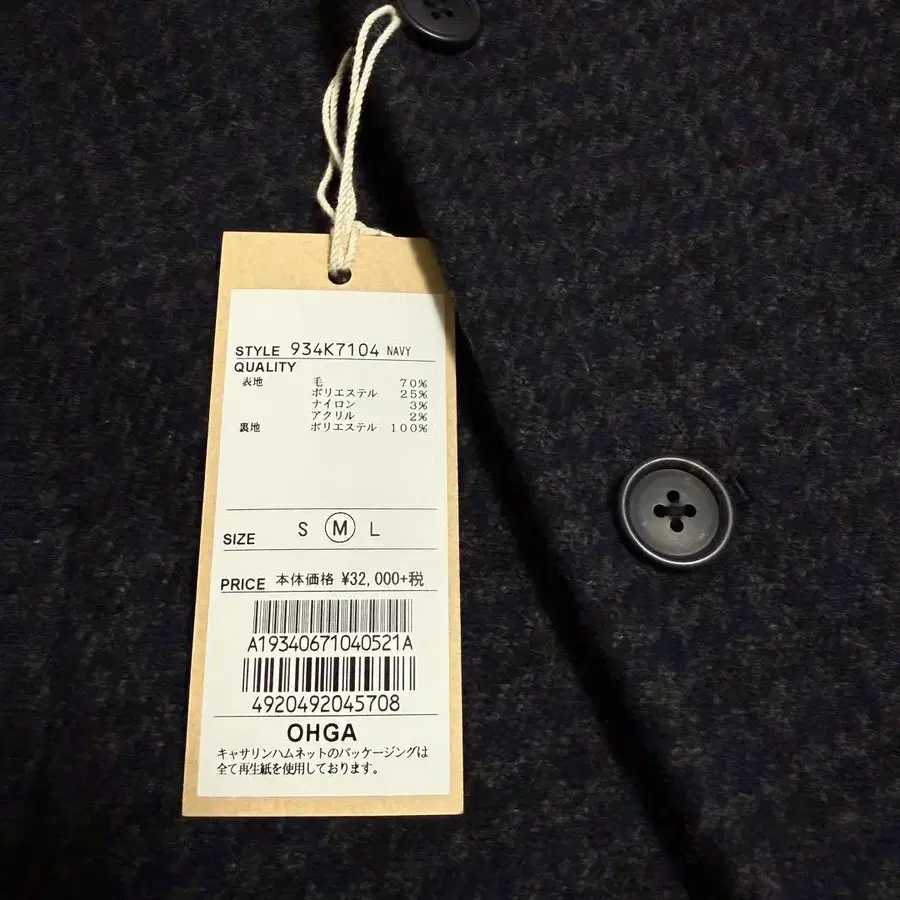 STYLE 934K7104 NAVY
QUALITY
表地 毛 70%
ポリエステル 25%
ナイロン 3%
アクリル 2%
裏地 ポリエステル 100%
SIZE S M L
PRICE 本体価格 ¥32,000+税
A19340671040521A
4920492045708
OHGA
キャサリンハムネットのパッケージングは
全て再生紙を使用しております。